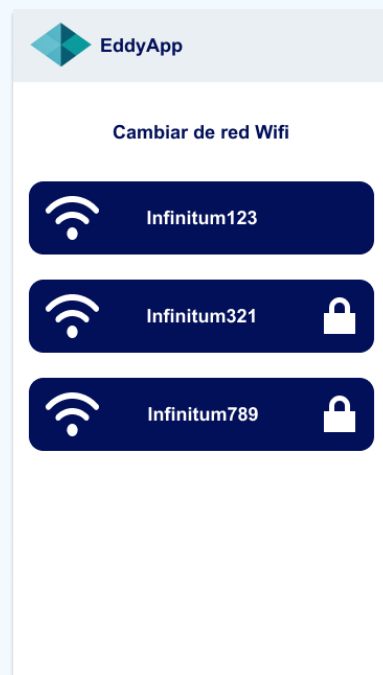 EddyApp
Cambiar de red Wifi
Infinitum123
Infinitum321
Infinitum789